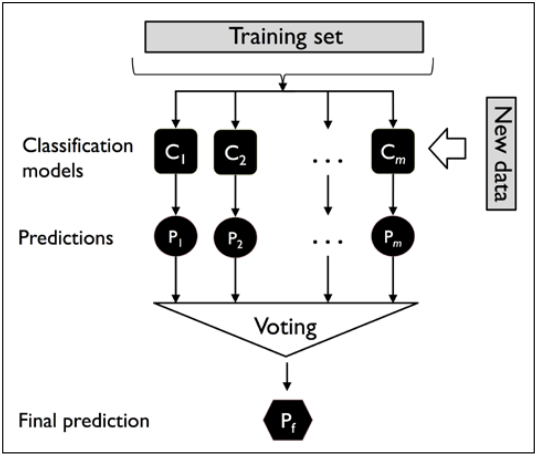 Training set
New data
Classification
models
C1
C2
. . .
Cm
Predictions
P1
P2
. . .
Pm
Voting
Final prediction
Pf